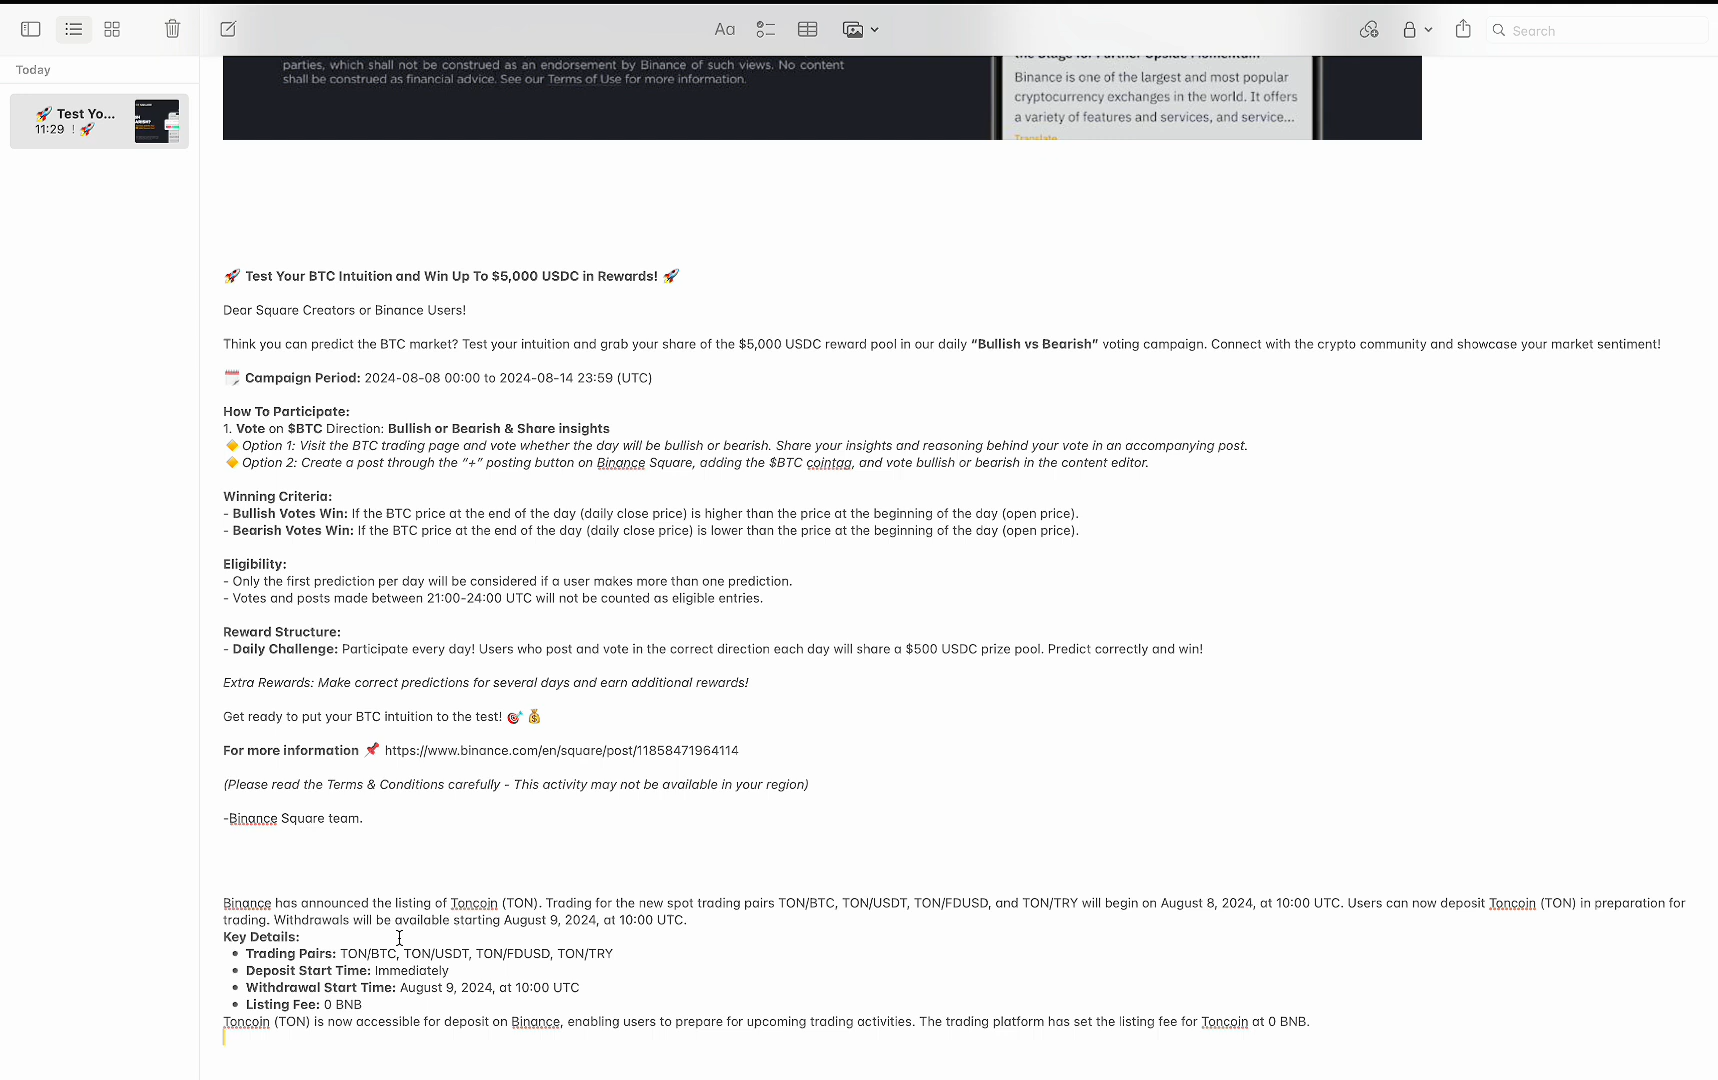 Search
Today
🚀 Test Yo...
11:29 ! 🚀
parties, which shall not be construed as an endorsement by Binance of such views. No content
shall be construed as financial advice. See our Terms of Use for more information.
the Stage for Further Upside Momentum
Binance is one of the largest and most popular
cryptocurrency exchanges in the world. It offers
a variety of features and services, and service...
Translate
🚀 Test Your BTC Intuition and Win Up To $5,000 USDC in Rewards! 🚀
Dear Square Creators or Binance Users!
Think you can predict the BTC market? Test your intuition and grab your share of the $5,000 USDC reward pool in our daily “Bullish vs Bearish” voting campaign. Connect with the crypto community and showcase your market sentiment!
🗓️ Campaign Period: 2024-08-08 00:00 to 2024-08-14 23:59 (UTC)
How To Participate:
1. Vote on $BTC Direction: Bullish or Bearish & Share insights
🔸 Option 1: Visit the BTC trading page and vote whether the day will be bullish or bearish. Share your insights and reasoning behind your vote in an accompanying post.
🔸 Option 2: Create a post through the “+” posting button on Binance Square, adding the $BTC cointag, and vote bullish or bearish in the content editor.
Winning Criteria:
- Bullish Votes Win: If the BTC price at the end of the day (daily close price) is higher than the price at the beginning of the day (open price).
- Bearish Votes Win: If the BTC price at the end of the day (daily close price) is lower than the price at the beginning of the day (open price).
Eligibility:
- Only the first prediction per day will be considered if a user makes more than one prediction.
- Votes and posts made between 21:00-24:00 UTC will not be counted as eligible entries.
Reward Structure:
- Daily Challenge: Participate every day! Users who post and vote in the correct direction each day will share a $500 USDC prize pool. Predict correctly and win!
Extra Rewards: Make correct predictions for several days and earn additional rewards!
Get ready to put your BTC intuition to the test! 🎯 💰
For more information 📌 https://www.binance.com/en/square/post/11858471964114
(Please read the Terms & Conditions carefully - This activity may not be available in your region)
-Binance Square team.
Binance has announced the listing of Toncoin (TON). Trading for the new spot trading pairs TON/BTC, TON/USDT, TON/FDUSD, and TON/TRY will begin on August 8, 2024, at 10:00 UTC. Users can now deposit Toncoin (TON) in preparation for
trading. Withdrawals will be available starting August 9, 2024, at 10:00 UTC.
Key Details:
• Trading Pairs: TON/BTC, TON/USDT, TON/FDUSD, TON/TRY
• Deposit Start Time: Immediately
• Withdrawal Start Time: August 9, 2024, at 10:00 UTC
• Listing Fee: 0 BNB
Toncoin (TON) is now accessible for deposit on Binance, enabling users to prepare for upcoming trading activities. The trading platform has set the listing fee for Toncoin at 0 BNB.